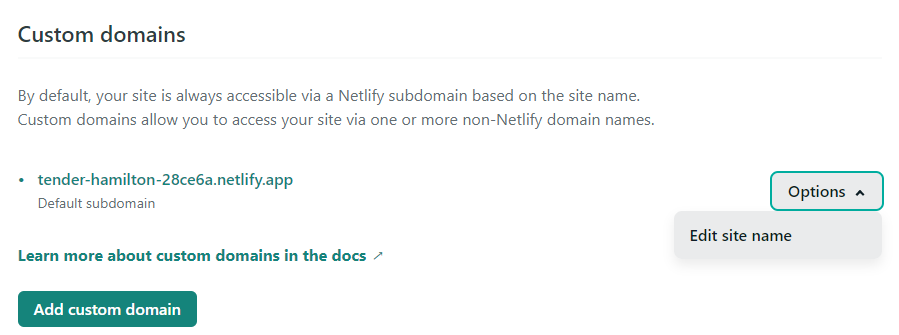 Custom domains
By default, your site is always accessible via a Netlify subdomain based on the site name.
Custom domains allow you to access your site via one or more non-Netlify domain names.
• tender-hamilton-28ce6a.netlify.app
Default subdomain
Options
Edit site name
Learn more about custom domains in the docs ↗
Add custom domain